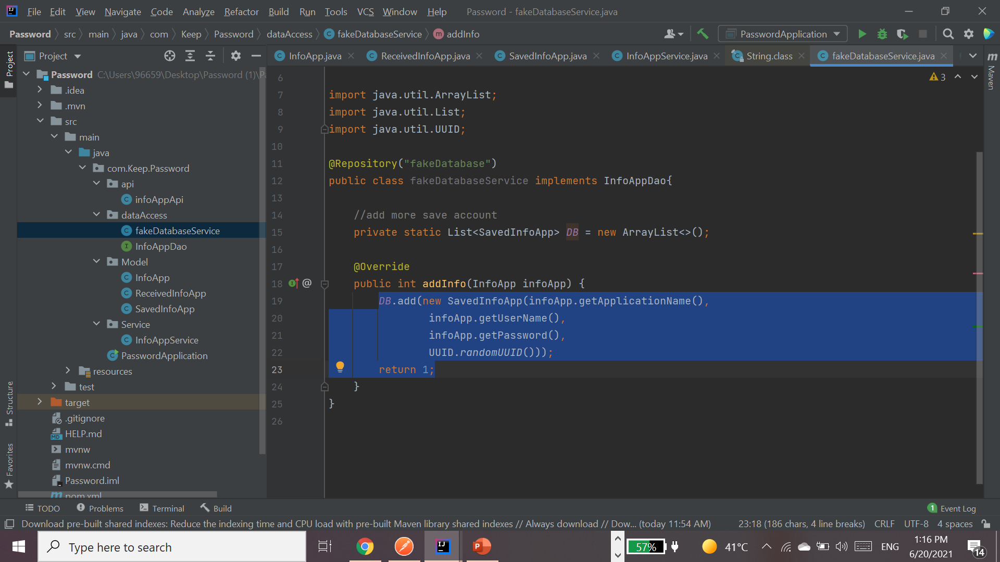 File Edit View Navigate Code Analyze Refactor Build Run Tools VCS Window Help Password - fakeDatabaseService.java
Password src main java com Keep Password dataAccess fakeDatabaseService addInfo PasswordApplication
Project
InfoApp.java ReceivedInfoApp.java SavedInfoApp.java InfoAppService.java String.class fakeDatabaseService.java
Project
Structure
Favorites
Maven
Password C:\Users\96659\Desktop\Password (1)\P
.idea
.mvn
src
main
java
com.Keep.Password
api
infoAppApi
dataAccess
fakeDatabaseService
InfoAppDao
Model
InfoApp
ReceivedInfoApp
SavedInfoApp
Service
InfoAppService
PasswordApplication
resources
test
target
.gitignore
HELP.md
mvnw
mvnw.cmd
Password.iml
pom.xml
3
6
7 import java.util.ArrayList;
8 import java.util.List;
9 import java.util.UUID;
10
11 @Repository("fakeDatabase")
12 public class fakeDatabaseService implements InfoAppDao{
13
14 //add more save account
15 private static List<SavedInfoApp> DB = new ArrayList<>();
16
17 @Override
18 @ public int addInfo(InfoApp infoApp) {
19 DB.add(new SavedInfoApp(infoApp.getApplicationName(),
20 infoApp.getUserName(),
21 infoApp.getPassword(),
22 UUID.randomUUID()));
23 return 1;
24 }
25 }
26
TODO Problems Terminal Build 1 Event Log
Download pre-built shared indexes: Reduce the indexing time and CPU load with pre-built Maven library shared indexes // Always download // Dow... (today 11:54 AM) 23:18 (186 chars, 4 line breaks) CRLF UTF-8 4 spaces
Type here to search
57% 41°C ENG
1:16 PM
6/20/2021
14